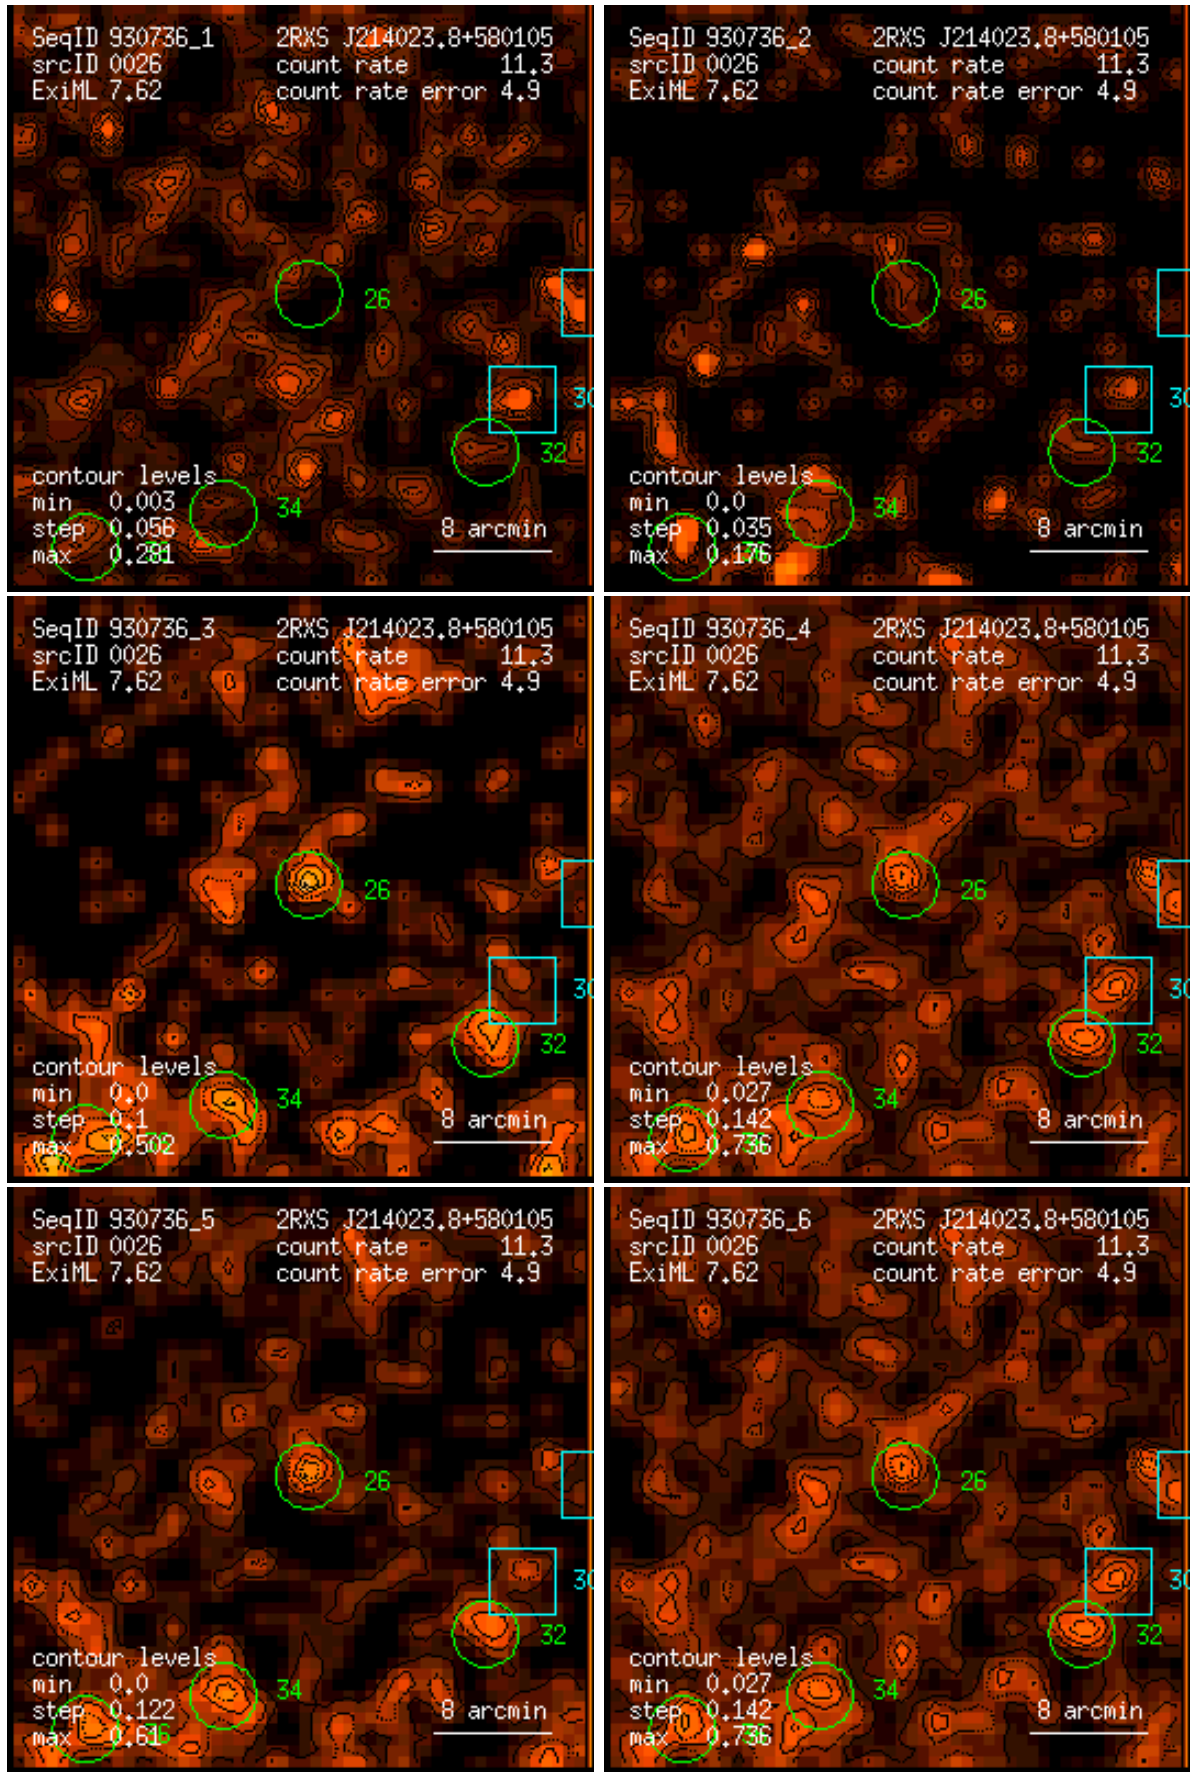 SeqID 930736_1 2RXS J214023.8+580105
srcID 0026 count rate 11.3
ExiML 7.62 count rate error 4.9
26
30
32
contour levels
min 0.003
34
step 0.056
8 arcmin
max 0.281
SeqID 930736_2 2RXS J214023.8+580105
srcID 0026 count rate 11.3
ExiML 7.62 count rate error 4.9
26
30
32
contour levels
min 0.0
34
step 0.035
8 arcmin
max 0.176
SeqID 930736_3 2RXS J214023.8+580105
srcID 0026 count rate 11.3
ExiML 7.62 count rate error 4.9
26
30
32
contour levels
min 0.0
34
step 0.1
8 arcmin
max 0.502
SeqID 930736_4 2RXS J214023.8+580105
srcID 0026 count rate 11.3
ExiML 7.62 count rate error 4.9
26
30
32
contour levels
min 0.027
34
step 0.142
8 arcmin
max 0.736
SeqID 930736_5 2RXS J214023.8+580105
srcID 0026 count rate 11.3
ExiML 7.62 count rate error 4.9
26
30
32
contour levels
min 0.0
34
step 0.122
8 arcmin
max 0.61
SeqID 930736_6 2RXS J214023.8+580105
srcID 0026 count rate 11.3
ExiML 7.62 count rate error 4.9
26
30
32
contour levels
min 0.027
34
step 0.142
8 arcmin
max 0.736